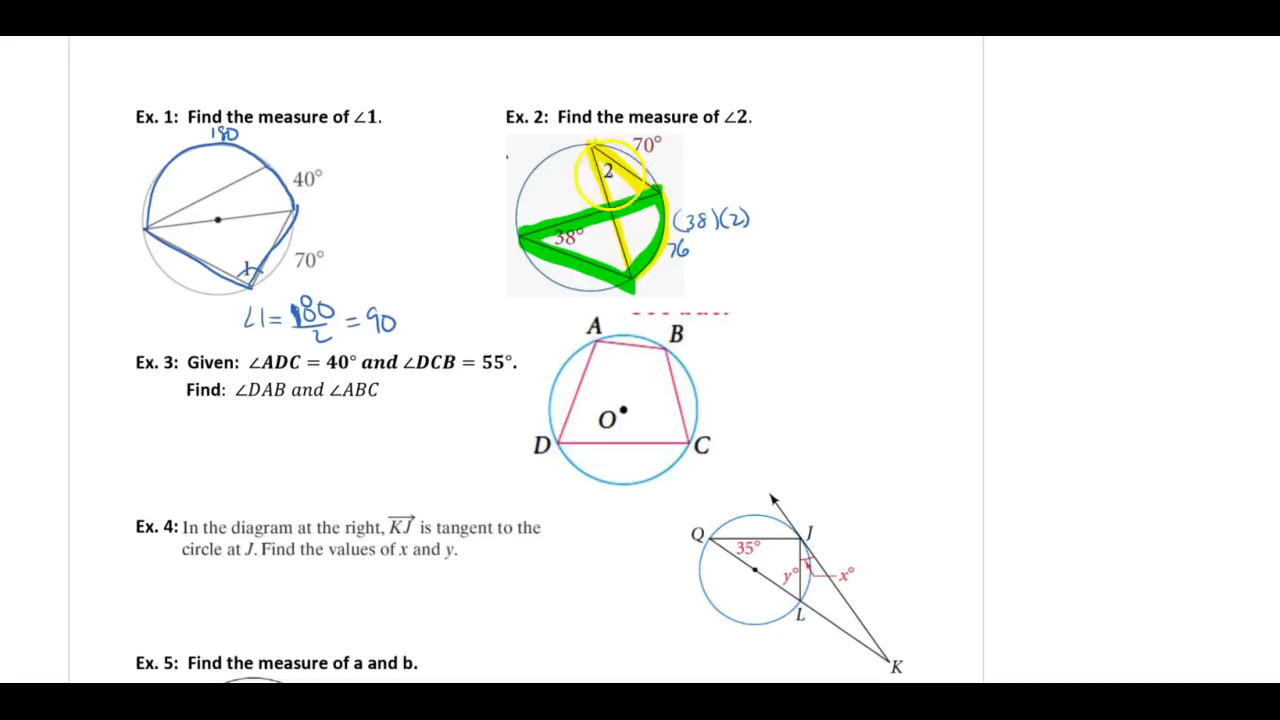 Ex. 1: Find the measure of ∠1.
180
40°
70°
1
∠1 = 180/2 = 90
Ex. 2: Find the measure of ∠2.
70°
2
(38)(2)
38°
76
Ex. 3: Given: ∠ADC = 40° and ∠DCB = 55°.
Find: ∠DAB and ∠ABC
A
B
O
D
C
Ex. 4: In the diagram at the right, KJ is tangent to the
circle at J. Find the values of x and y.
Q
J
35°
y°
x°
L
K
Ex. 5: Find the measure of a and b.